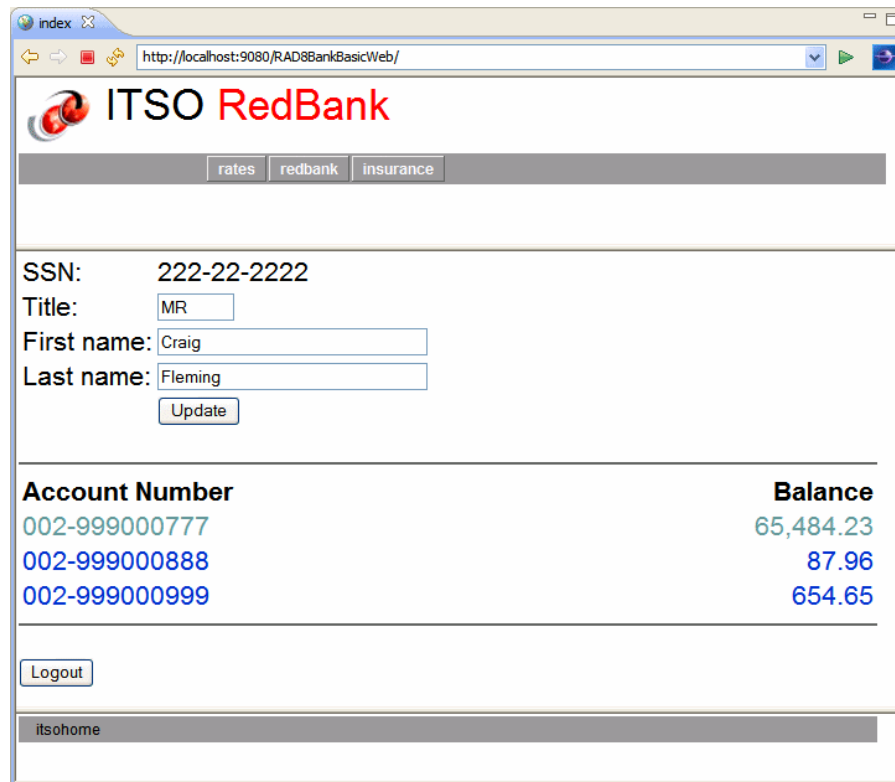 index
http://localhost:9080/RAD8BankBasicWeb/
ITSO RedBank
rates redbank insurance
SSN: 222-22-2222
Title: MR
First name: Craig
Last name: Fleming
Update
Account Number Balance
002-999000777 65,484.23
002-999000888 87.96
002-999000999 654.65
Logout
itsohome